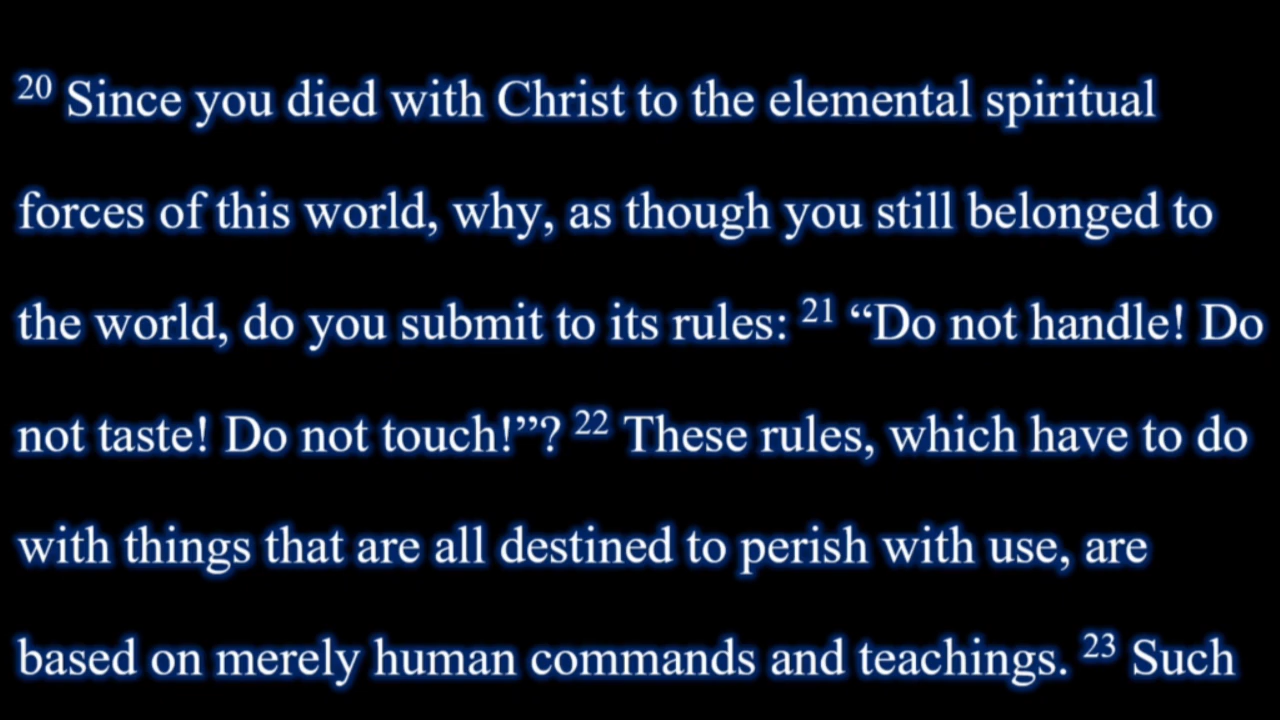 20 Since you died with Christ to the elemental spiritual
forces of this world, why, as though you still belonged to
the world, do you submit to its rules: 21 “Do not handle! Do
not taste! Do not touch!”? 22 These rules, which have to do
with things that are all destined to perish with use, are
based on merely human commands and teachings. 23 Such